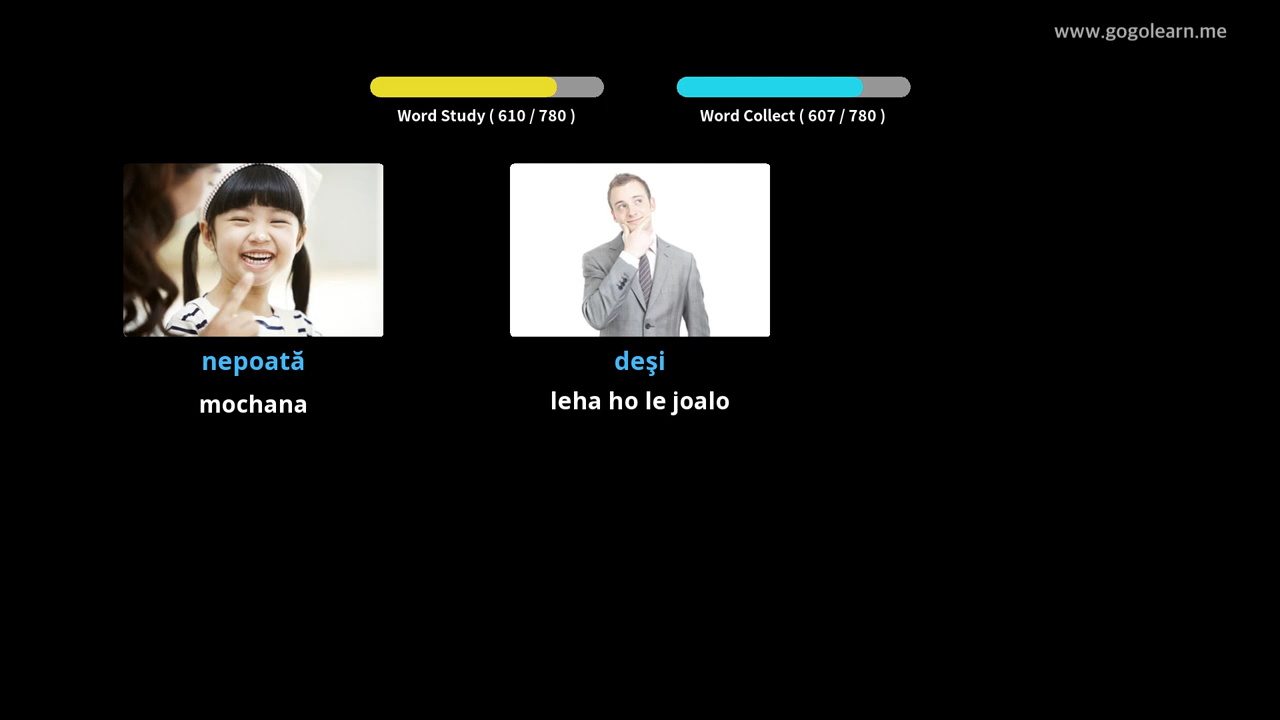 www.gogolearn.me
Word Study ( 610 / 780 )
Word Collect ( 607 / 780 )
nepoată
mochana
deşi
leha ho le joalo